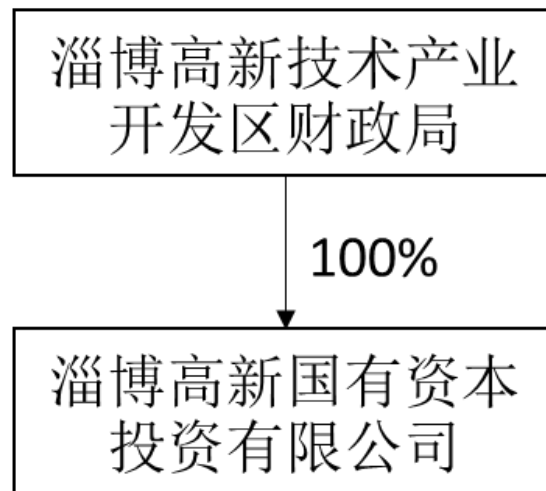 淄博高新技术产业
开发区财政局
100%
淄博高新国有资本
投资有限公司